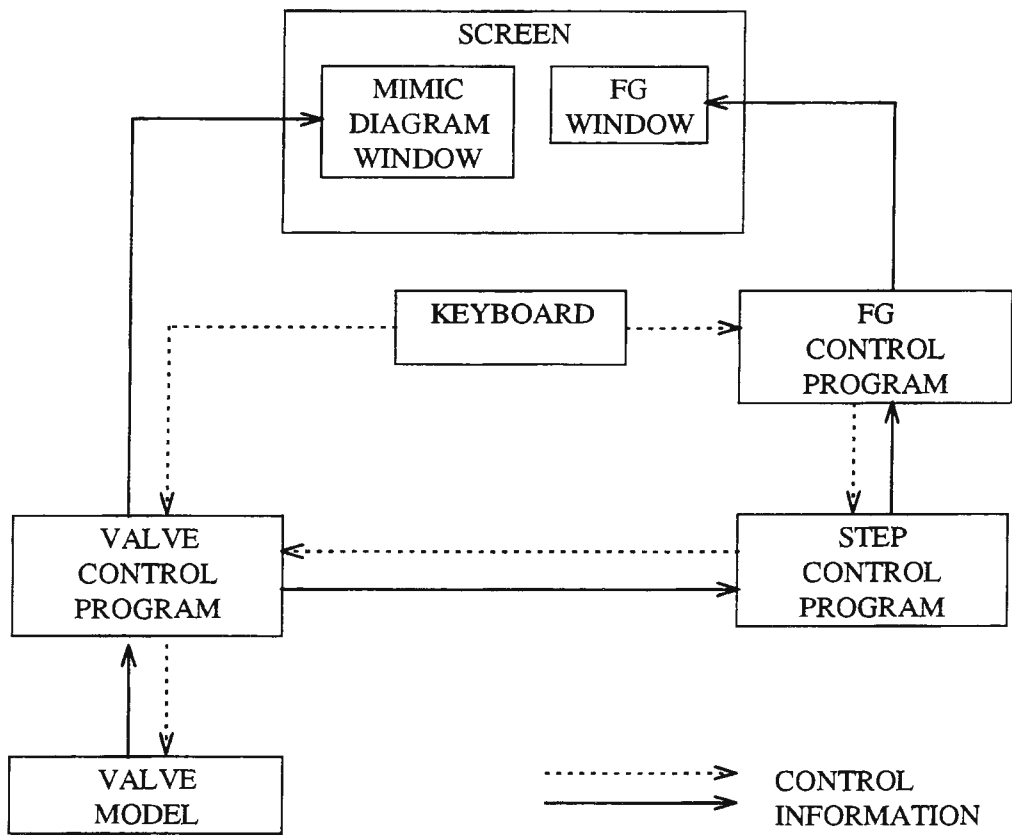 SCREEN
MIMIC
DIAGRAM
WINDOW
FG
WINDOW
KEYBOARD
FG
CONTROL
PROGRAM
VALVE
CONTROL
PROGRAM
STEP
CONTROL
PROGRAM
VALVE
MODEL
CONTROL
INFORMATION